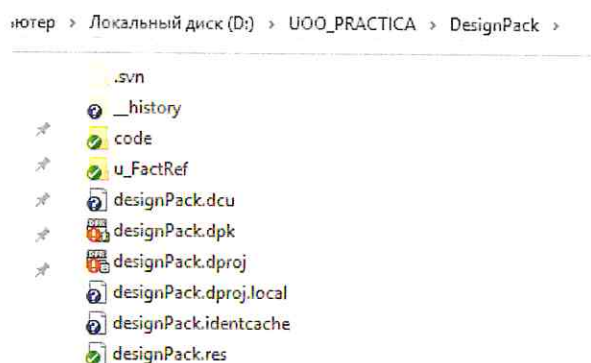 ютер > Локальный диск (D:) > UOO_PRACTICA > DesignPack >
.svn
__history
code
u_FactRef
designPack.dcu
designPack.dpk
designPack.dproj
designPack.dproj.local
designPack.identcache
designPack.res